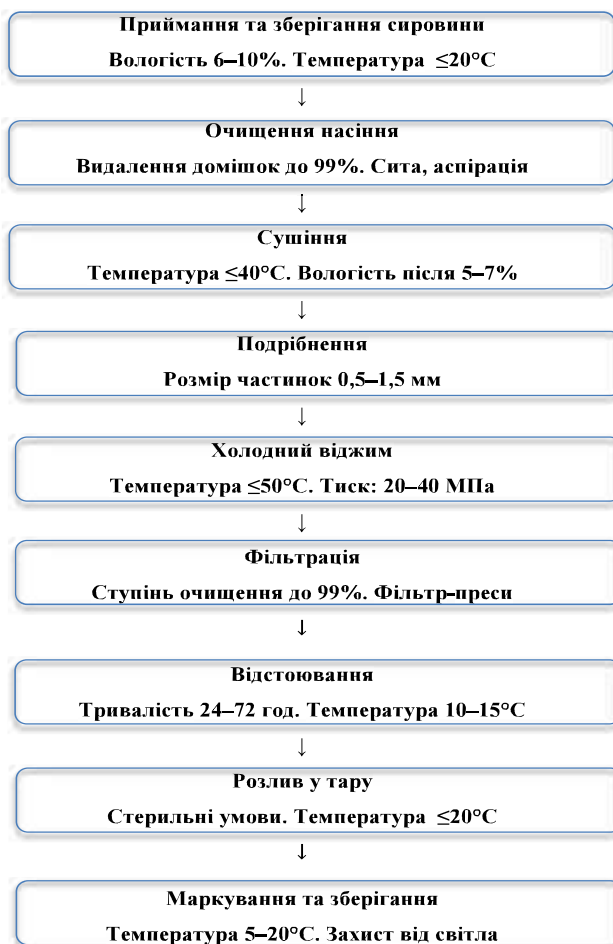 Приймання та зберігання сировини
Вологість 6–10%. Температура ≤20°C
↓
Очищення насіння
Видалення домішок до 99%. Сита, аспірація
↓
Сушіння
Температура ≤40°C. Вологість після 5–7%
↓
Подрібнення
Розмір частинок 0,5–1,5 мм
↓
Холодний віджим
Температура ≤50°C. Тиск: 20–40 МПа
↓
Фільтрація
Ступінь очищення до 99%. Фільтр-преси
↓
Відстоювання
Тривалість 24–72 год. Температура 10–15°C
↓
Розлив у тару
Стерильні умови. Температура ≤20°C
↓
Маркування та зберігання
Температура 5–20°C. Захист від світла